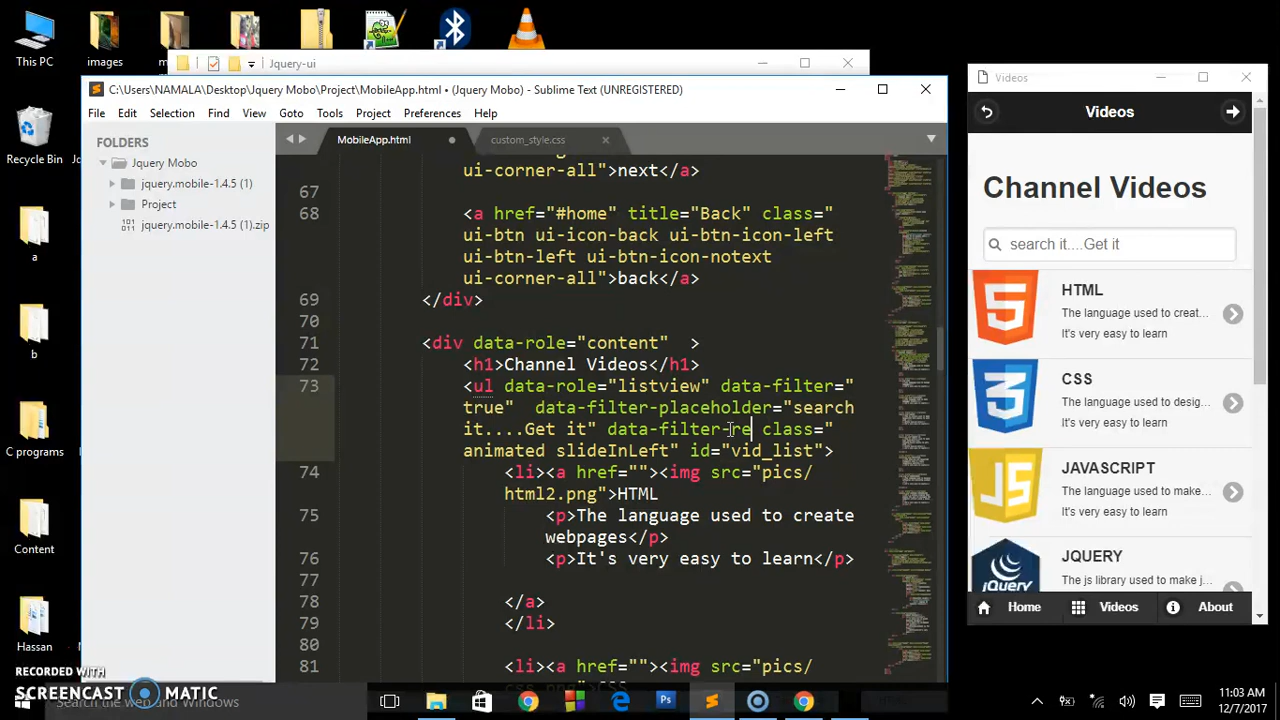 This PC
images
Jquery-ui
C:\Users\NAMALA\Desktop\Jquery Mobo\Project\MobileApp.html • (Jquery Mobo) - Sublime Text (UNREGISTERED)
File Edit Selection Find View Goto Tools Project Preferences Help
FOLDERS
Jquery Mobo
jquery.mobile-1.4.5 (1)
Project
jquery.mobile-1.4.5 (1).zip
MobileApp.html
custom_style.css
ui-corner-all">next</a>
67
68 <a href="#home" title="Back" class="
ui-btn ui-icon-back ui-btn-icon-left
ui-btn-left ui-btn-icon-notext
ui-corner-all">back</a>
69 </div>
70
71 <div data-role="content"  >
72 <h1>Channel Videos</h1>
73 <ul data-role="listview" data-filter="
true"  data-filter-placeholder="search
it....Get it" data-filter-re class="
animated slideInLeft" id="vid_list">
74 <li><a href=""><img src="pics/
html2.png">HTML
75 <p>The language used to create
webpages</p>
76 <p>It's very easy to learn</p>
77
78 </a>
79 </li>
80
81 <li><a href=""><img src="pics/
Videos
Videos
Channel Videos
search it....Get it
HTML
The language used to creat...
It's very easy to learn
CSS
The language used to desig...
It's very easy to learn
JAVASCRIPT
The language used to make...
It's very easy to learn
JQUERY
The js library used to make j...
Home Videos About
Recycle Bin
a
b
C programs
Content
Hassan
RECORDED WITH
SCREENCAST MATIC
Search the web and Windows
11:03 AM
12/7/2017